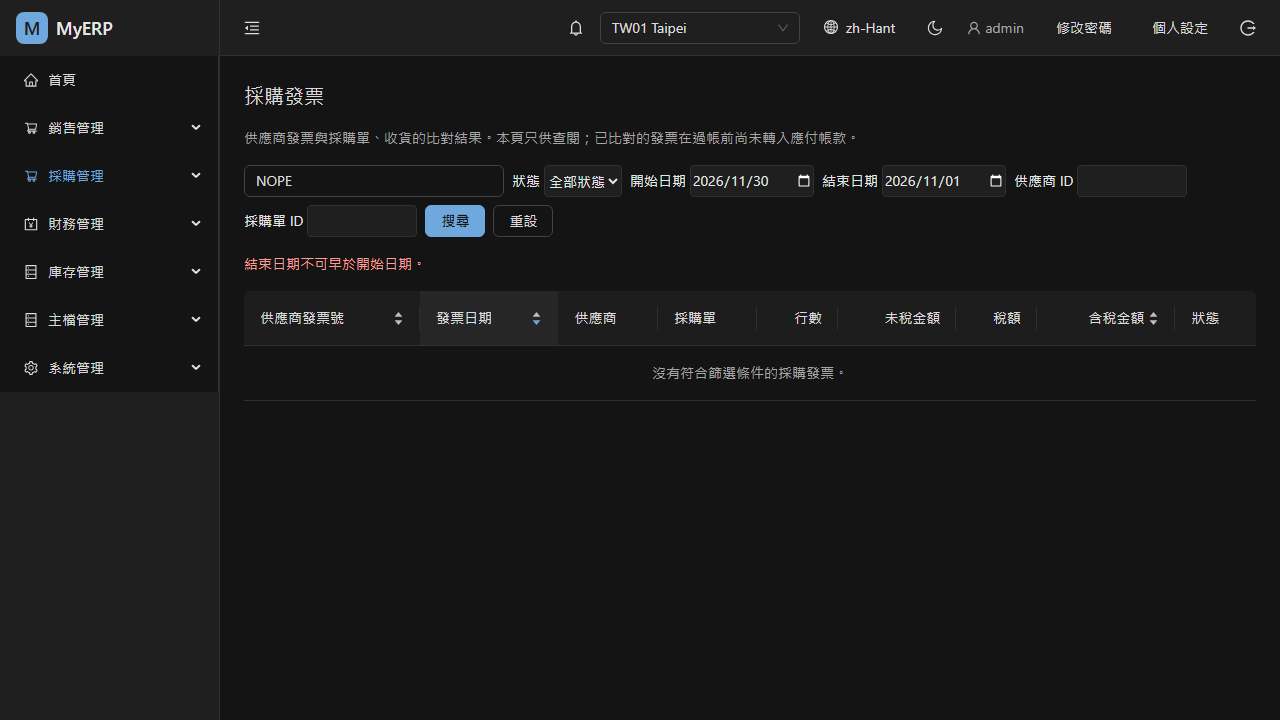 M MyERP
TW01 Taipei
zh-Hant
admin
修改密碼
個人設定
首頁
銷售管理
採購管理
財務管理
庫存管理
主檔管理
系統管理
採購發票
供應商發票與採購單、收貨的比對結果。本頁只供查閱；已比對的發票在過帳前尚未轉入應付帳款。
NOPE 狀態 全部狀態 開始日期 2026/11/30 結束日期 2026/11/01 供應商 ID
採購單 ID 搜尋 重設
結束日期不可早於開始日期。
供應商發票號 發票日期 供應商 採購單 行數 未稅金額 稅額 含稅金額 狀態
沒有符合篩選條件的採購發票。